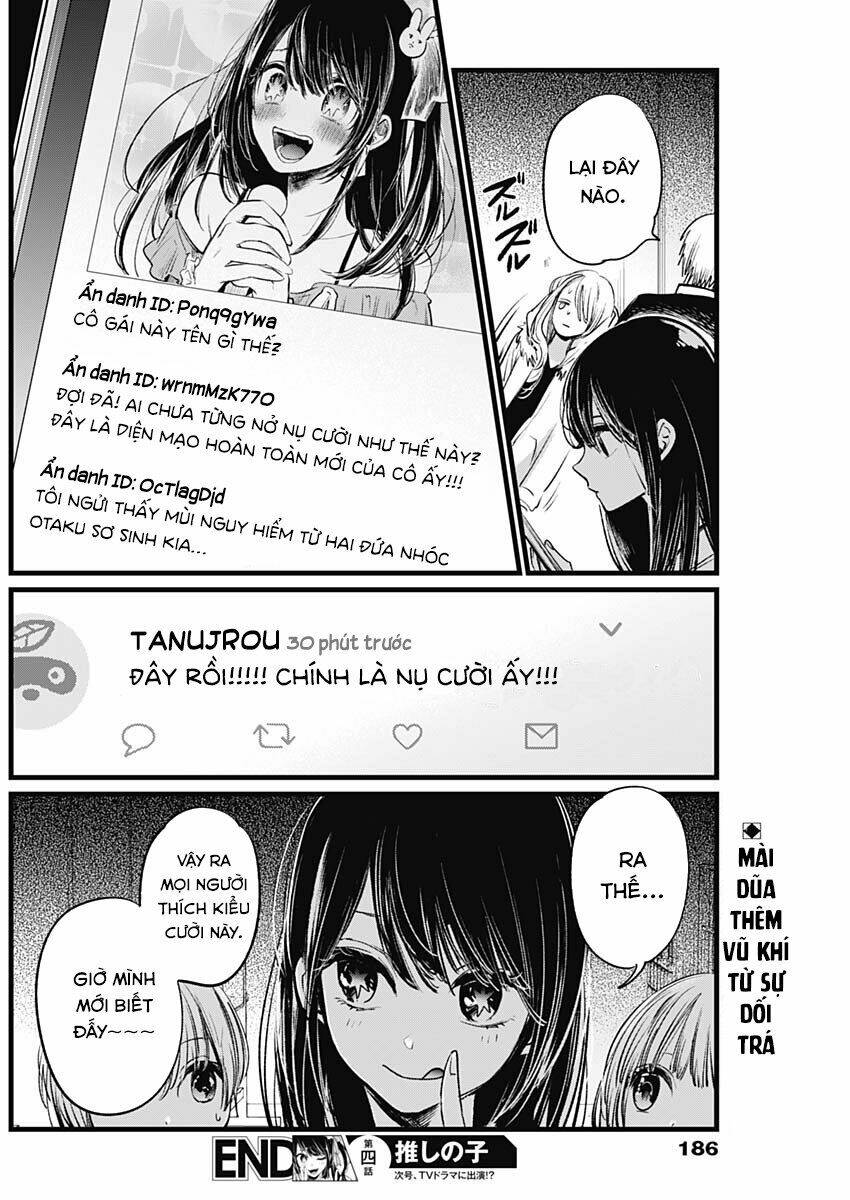 LẠI ĐÂY
NÀO.
ズルズル
Ẩn danh ID: Ponq9gYwa
CÔ GÁI NÀY TÊN GÌ THẾ?
Ẩn danh ID: wrnmMzK77O
ĐỢI ĐÃ! AI CHƯA TỪNG NỞ NỤ CƯỜI NHƯ THẾ NÀY?
ĐÂY LÀ DIỆN MẠO HOÀN TOÀN MỚI CỦA CÔ ẤY!!!
Ẩn danh ID: OcTlagDjd
TÔI NGỬI THẤY MÙI NGUY HIỂM TỪ HAI ĐỨA NHÓC
OTAKU SƠ SINH KIA...
TANUJROU 30 phút trước
ĐÂY RỒI!!!!! CHÍNH LÀ NỤ CƯỜI ẤY!!!
RA
THẾ...
VẬY RA
MỌI NGƯỜI
THÍCH KIỂU
CƯỜI NÀY.
GIỜ MÌNH
MỚI BIẾT
ĐẤY~~~
MÀI
DŨA
THÊM
VŨ KHÍ
TỪ SỰ
DỐI
TRÁ
END
第四話
推しの子
次号、TVドラマに出演!?
186